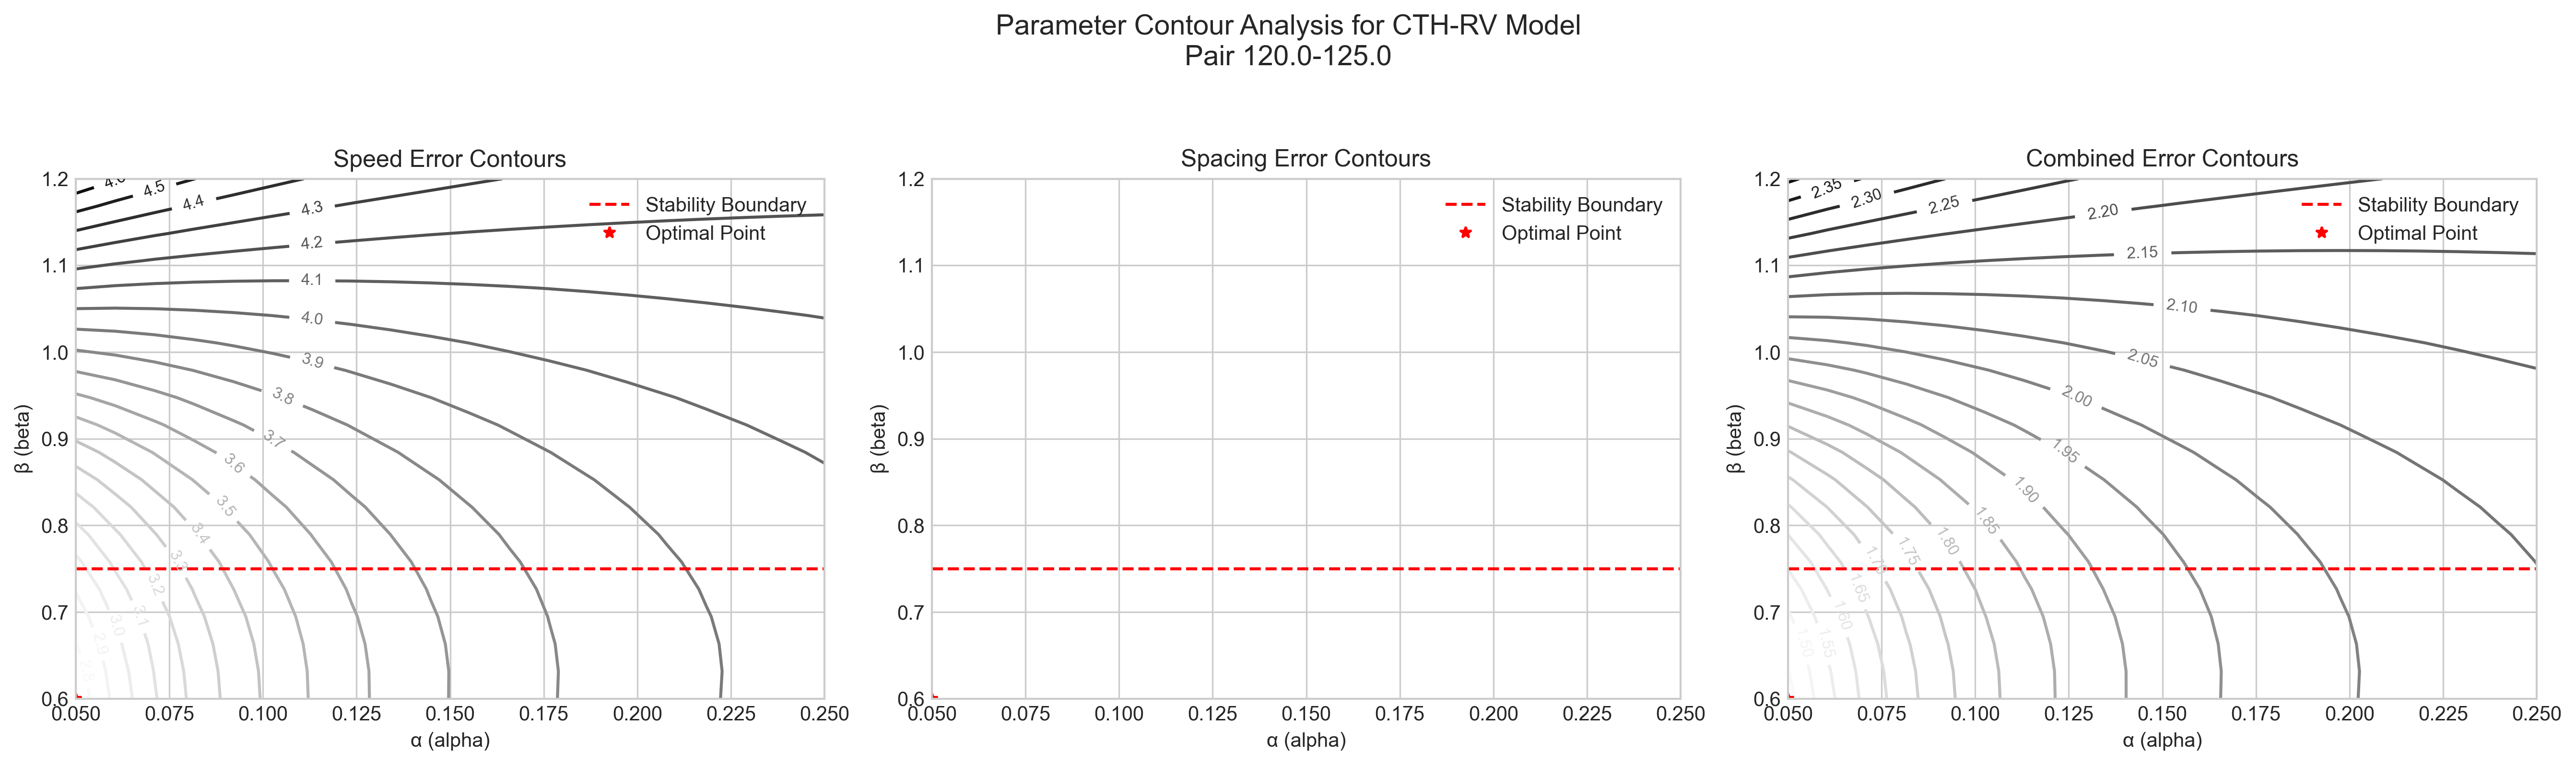 Parameter Contour Analysis for CTH-RV Model
Pair 120.0-125.0
Speed Error Contours
β (beta)
1.2
1.1
1.0
0.9
0.8
0.7
0.6
4.5
4.4
4.3
4.2
4.1
4.0
3.9
3.8
3.7
3.6
3.5
3.4
3.3
3.2
3.1
3.0
2.9
Stability Boundary
Optimal Point
0.050 0.075 0.100 0.125 0.150 0.175 0.200 0.225 0.250
α (alpha)
Spacing Error Contours
β (beta)
1.2
1.1
1.0
0.9
0.8
0.7
0.6
Stability Boundary
Optimal Point
0.050 0.075 0.100 0.125 0.150 0.175 0.200 0.225 0.250
α (alpha)
Combined Error Contours
β (beta)
1.2
1.1
1.0
0.9
0.8
0.7
0.6
2.35
2.30
2.25
2.20
2.15
2.10
2.05
2.00
1.95
1.90
1.85
1.80
1.75
1.70
1.65
1.60
1.55
1.50
Stability Boundary
Optimal Point
0.050 0.075 0.100 0.125 0.150 0.175 0.200 0.225 0.250
α (alpha)